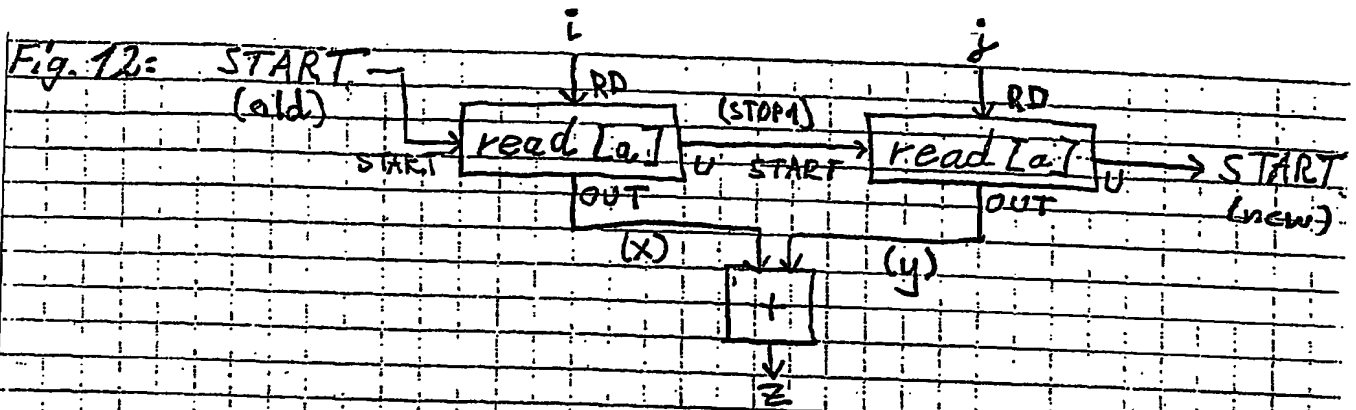 i
j
Fig. 12: START
(old)
RD
RD
(STOP1)
START
read [a]
U
START
read [a]
U
START
(new)
OUT
OUT
(x)
(y)
+
z